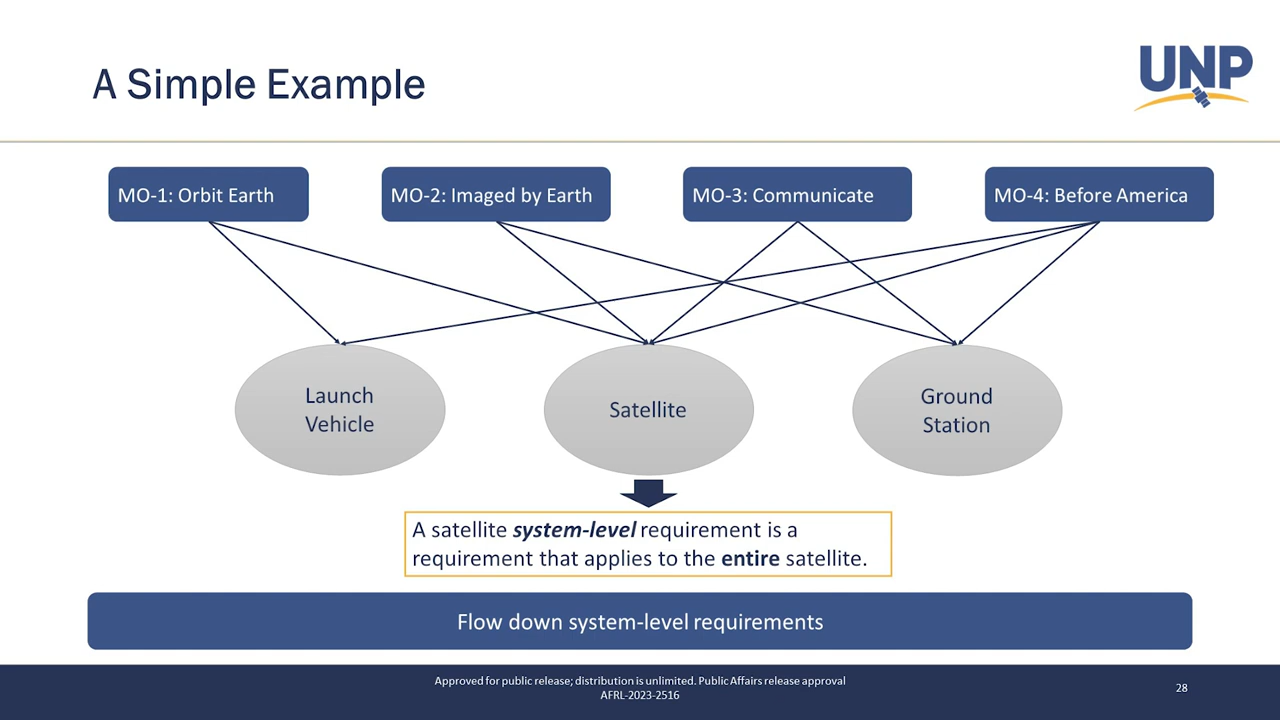 A Simple Example
UNP
MO-1: Orbit Earth
MO-2: Imaged by Earth
MO-3: Communicate
MO-4: Before America
Launch
Vehicle
Satellite
Ground
Station
A satellite system-level requirement is a
requirement that applies to the entire satellite.
Flow down system-level requirements
Approved for public release; distribution is unlimited. Public Affairs release approval
AFRL-2023-2516
28